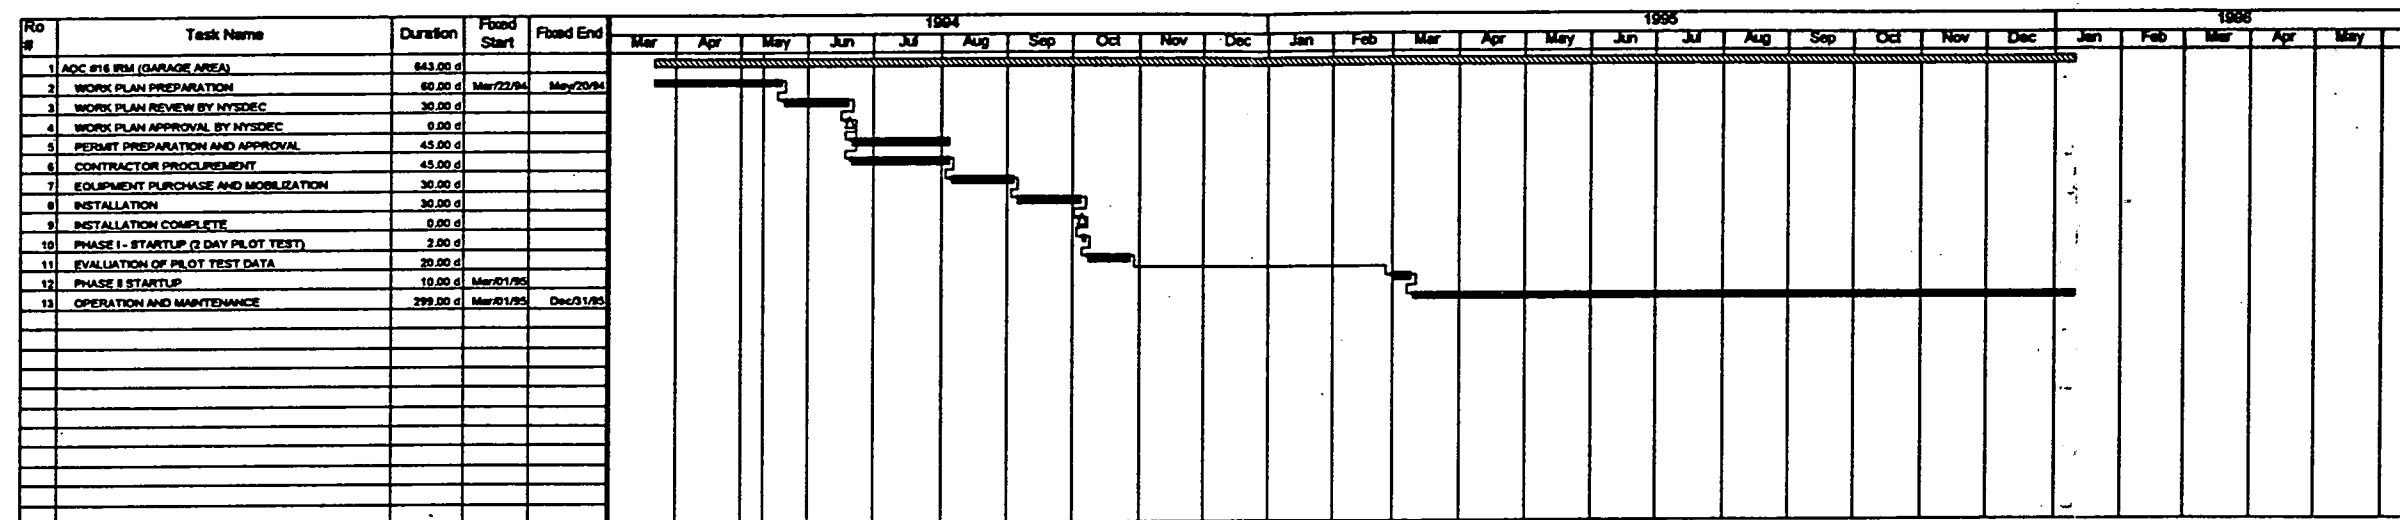 1994 1995 1996
Ro # Task Name Duration Fixed Start Fixed End Mar Apr May Jun Jul Aug Sep Oct Nov Dec Jan Feb Mar Apr May Jun Jul Aug Sep Oct Nov Dec Jan Feb Mar Apr May
1 AOC #16 IRM (GARAGE AREA) 643.00 d
2 WORK PLAN PREPARATION 60.00 d Mar/22/94 May/20/94
3 WORK PLAN REVIEW BY NYSDEC 30.00 d
4 WORK PLAN APPROVAL BY NYSDEC 0.00 d
5 PERMIT PREPARATION AND APPROVAL 45.00 d
6 CONTRACTOR PROCUREMENT 45.00 d
7 EQUIPMENT PURCHASE AND MOBILIZATION 30.00 d
8 INSTALLATION 30.00 d
9 INSTALLATION COMPLETE 0.00 d
10 PHASE I - STARTUP (2 DAY PILOT TEST) 2.00 d
11 EVALUATION OF PILOT TEST DATA 20.00 d
12 PHASE II STARTUP 10.00 d Mar/01/95
13 OPERATION AND MAINTENANCE 299.00 d Mar/01/95 Dec/31/95